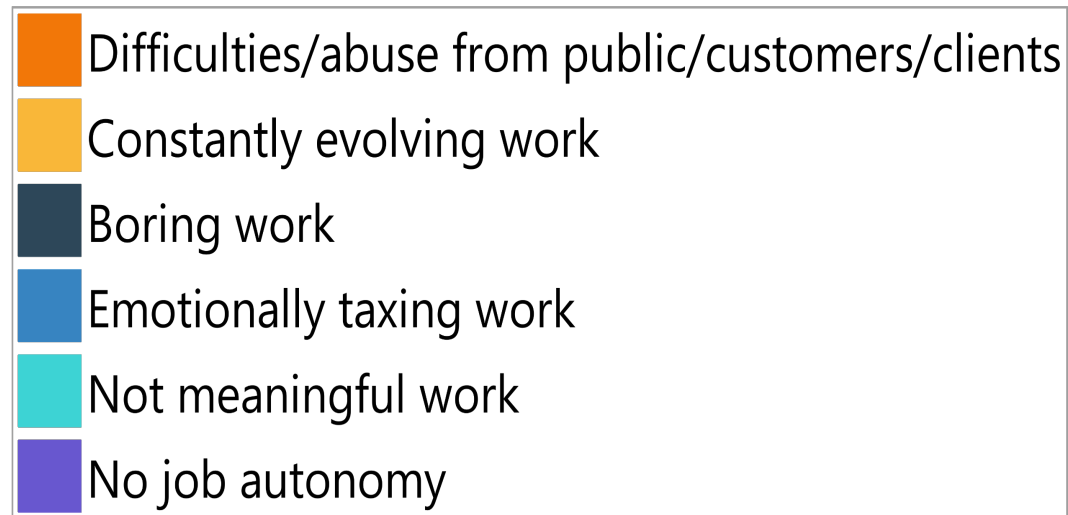 Difficulties/abuse from public/customers/clients
Constantly evolving work
Boring work
Emotionally taxing work
Not meaningful work
No job autonomy